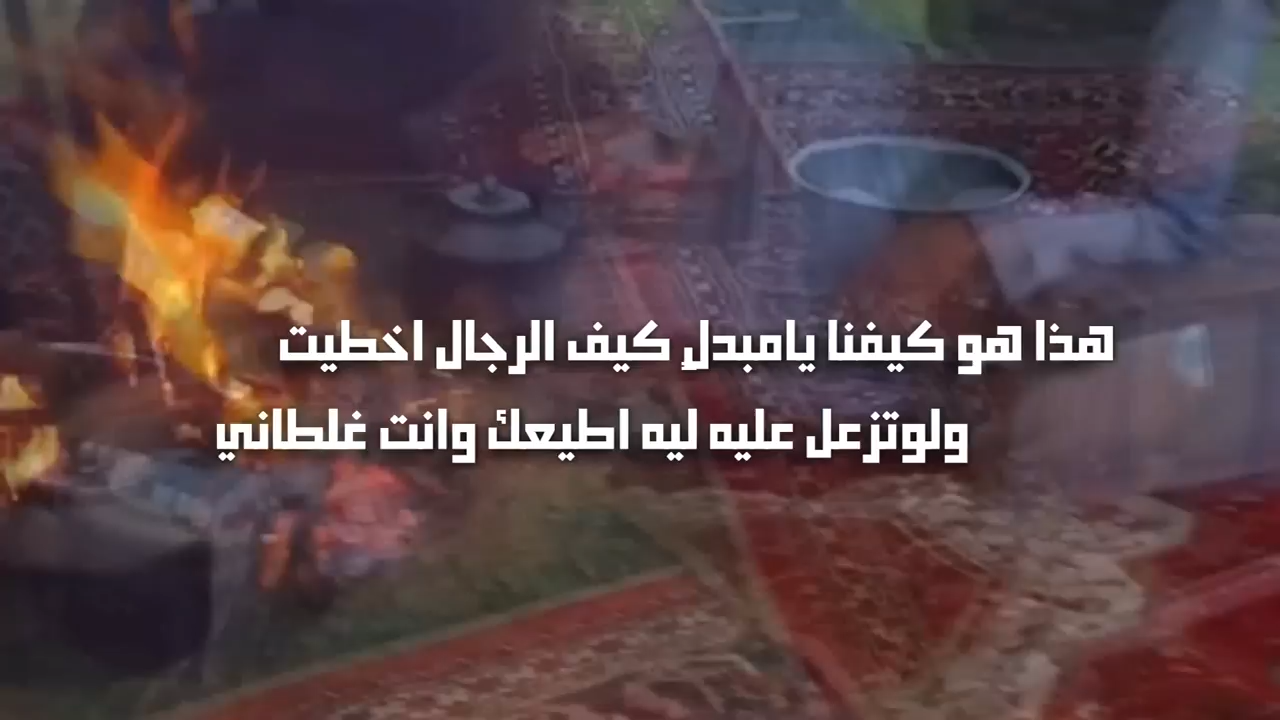 هذا هو كيفنا يامبدلٍ كيف الرجال اخطيت
ولوتزعل عليه ليه اطيعك وانت غلطاني